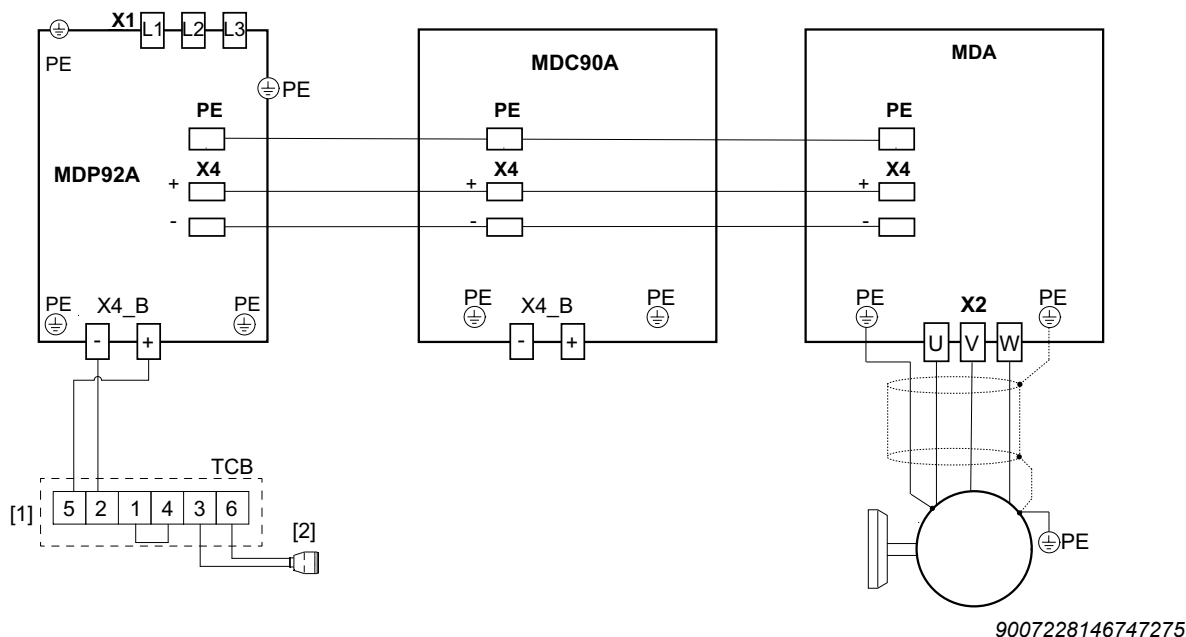 X1 L1 L2 L3
PE
PE
MDP92A
PE
X4
+
-
PE
X4_B
PE
- +
MDC90A
PE
X4
+
-
PE
X4_B
PE
- +
MDA
PE
X4
+
-
PE
X2
PE
U V W
TCB
[1]
5 2 1 4 3 6
[2]
PE
9007228146747275